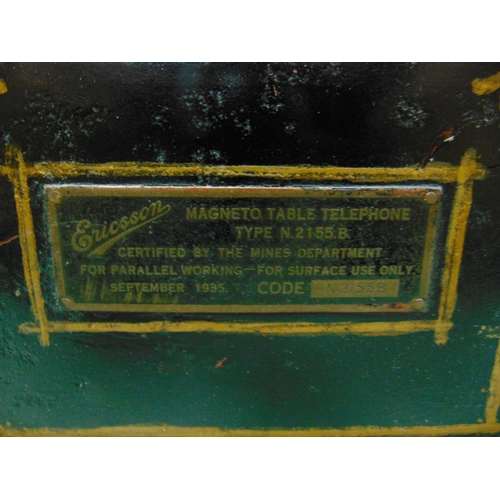 Ericsson
MAGNETO TABLE TELEPHONE
TYPE N.2155.B.
CERTIFIED BY THE MINES DEPARTMENT
FOR PARALLEL WORKING—FOR SURFACE USE ONLY.
SEPTEMBER 1935. CODE N2155B